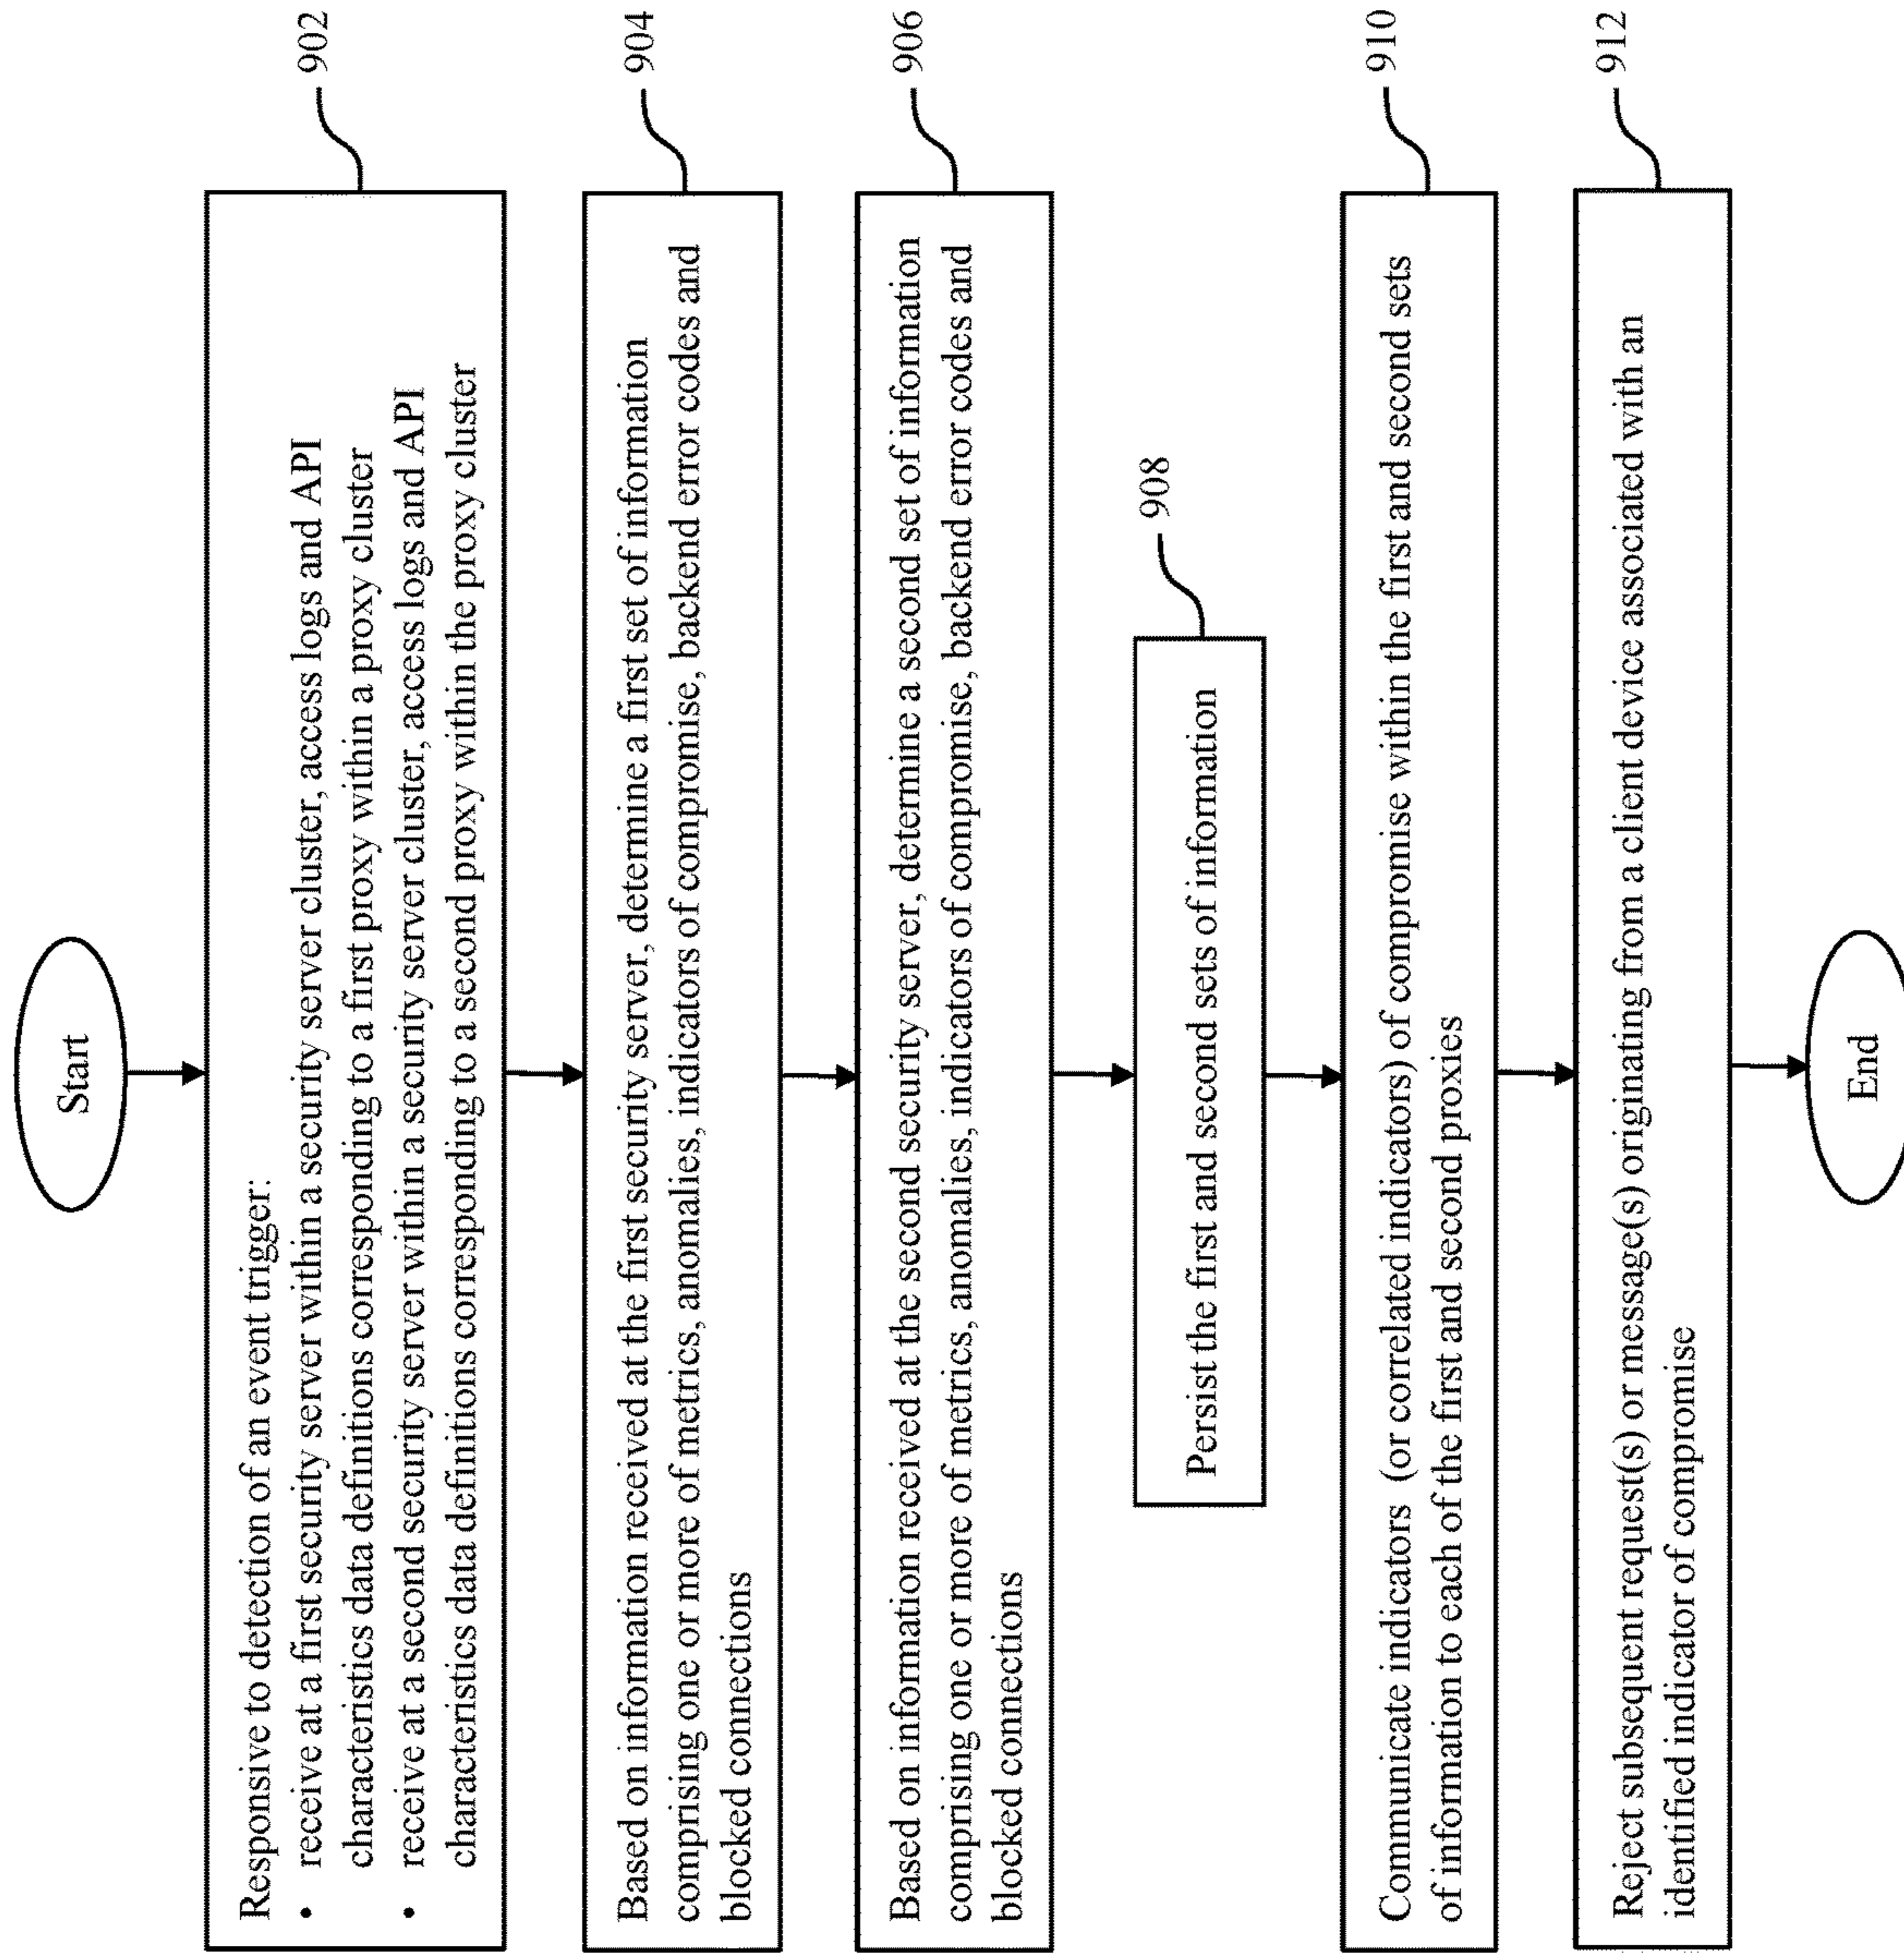 Start
902
Responsive to detection of an event trigger:
• receive at a first security server within a security server cluster, access logs and API
characteristics data definitions corresponding to a first proxy within a proxy cluster
• receive at a second security server within a security server cluster, access logs and API
characteristics data definitions corresponding to a second proxy within the proxy cluster
904
Based on information received at the first security server, determine a first set of information
comprising one or more of metrics, anomalies, indicators of compromise, backend error codes and
blocked connections
906
Based on information received at the second security server, determine a second set of information
comprising one or more of metrics, anomalies, indicators of compromise, backend error codes and
blocked connections
908
Persist the first and second sets of information
910
Communicate indicators (or correlated indicators) of compromise within the first and second sets
of information to each of the first and second proxies
912
Reject subsequent request(s) or message(s) originating from a client device associated with an
identified indicator of compromise
End